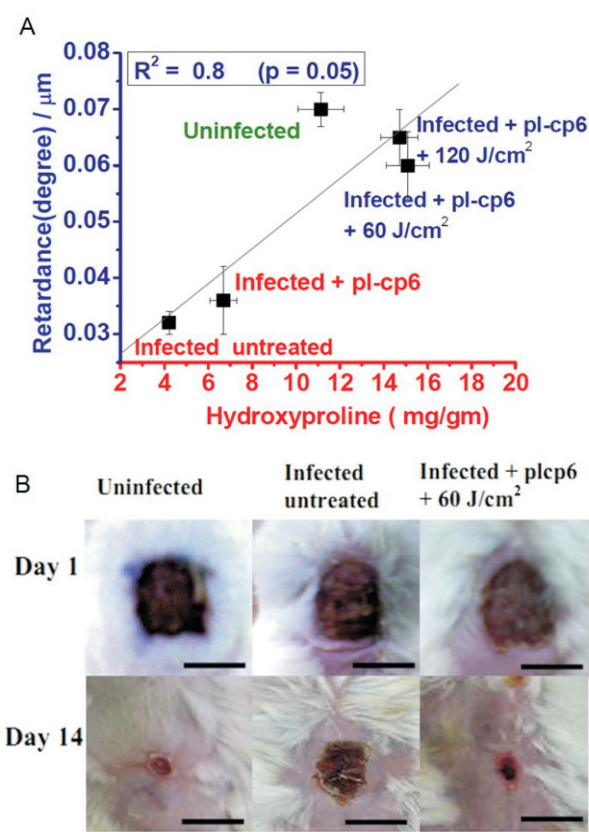 A
R² = 0.8 (p = 0.05)
Retardance(degree) / μm
0.08
0.07
0.06
0.05
0.04
0.03
Uninfected
Infected + pl-cp6
+ 120 J/cm²
Infected + pl-cp6
+ 60 J/cm²
Infected + pl-cp6
Infected untreated
2 4 6 8 10 12 14 16 18 20
Hydroxyproline ( mg/gm)
B
Uninfected
Infected
untreated
Infected + plcp6
+ 60 J/cm²
Day 1
Day 14